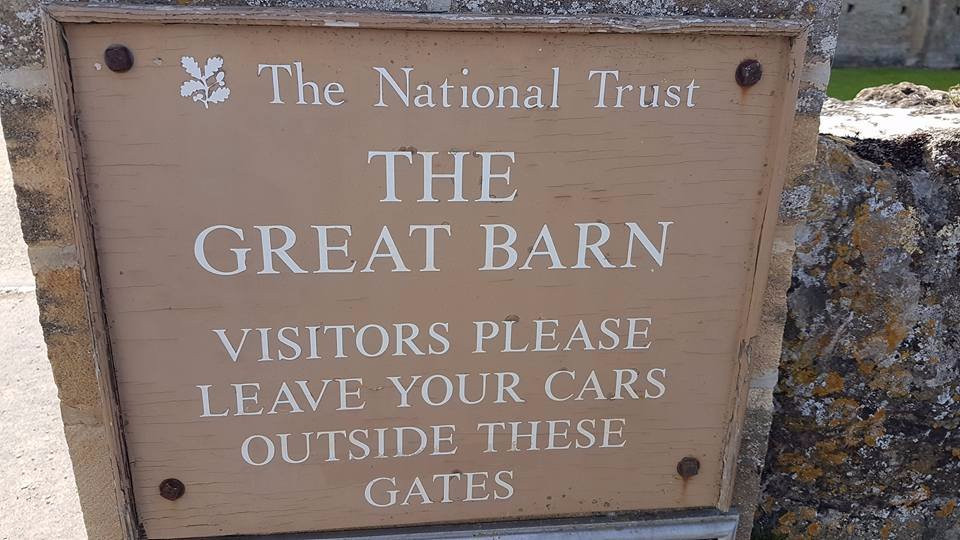 The National Trust
THE
GREAT BARN
VISITORS PLEASE
LEAVE YOUR CARS
OUTSIDE THESE
GATES